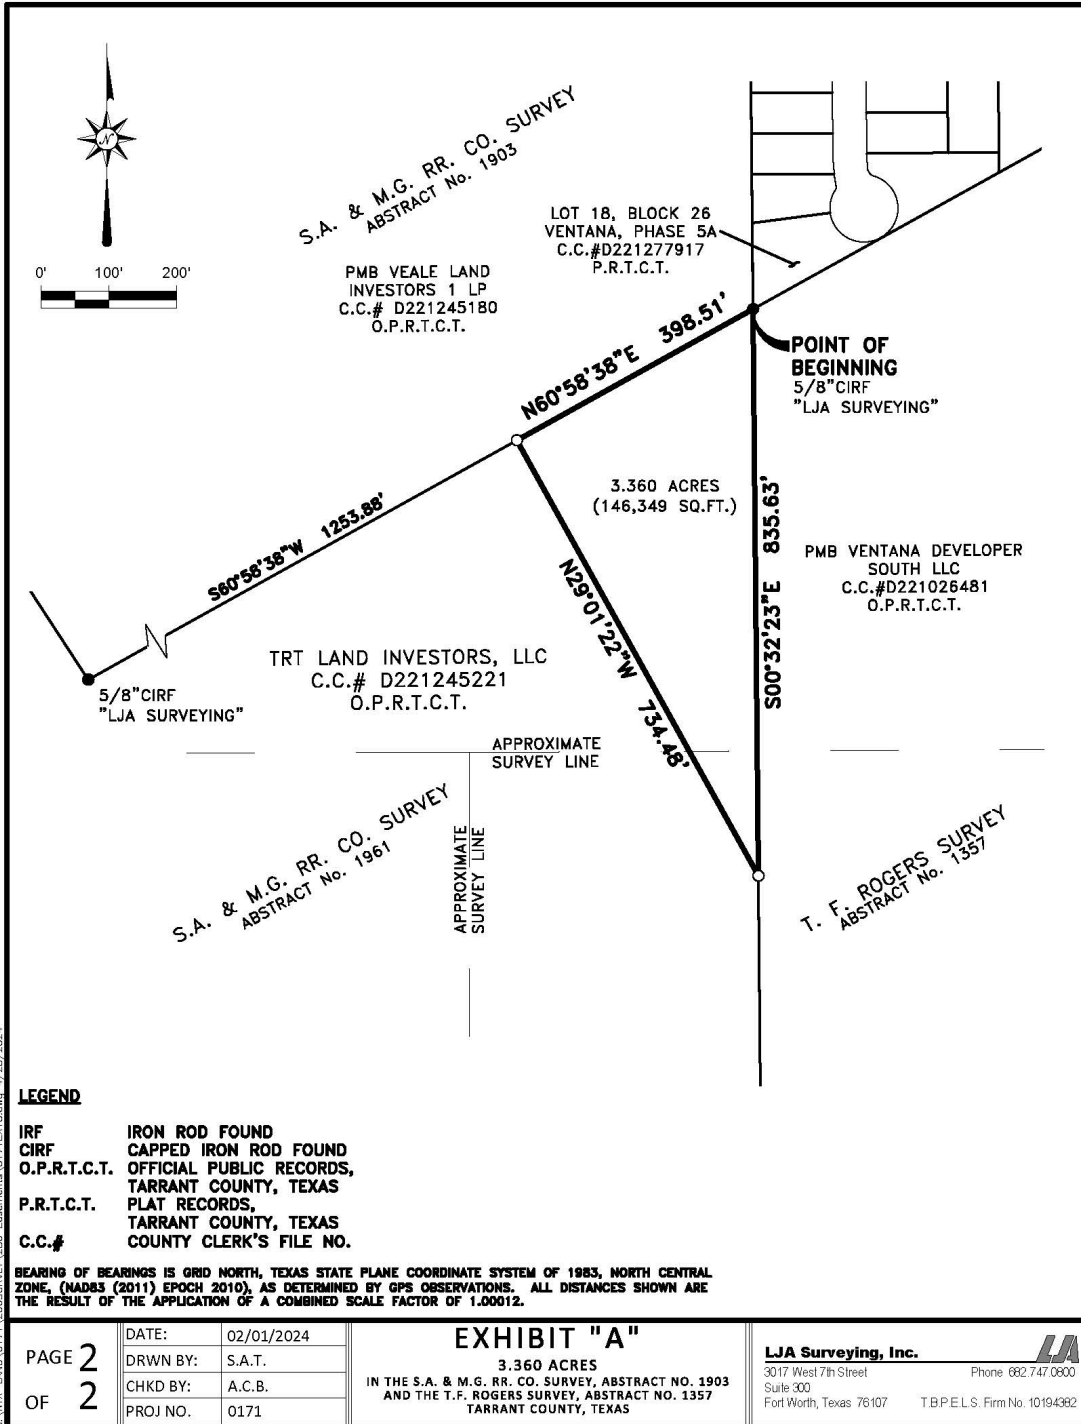 N
0' 100' 200'
S.A. & M.G. RR. CO. SURVEY
ABSTRACT No. 1903
PMB VEALE LAND
INVESTORS 1 LP
C.C.# D221245180
O.P.R.T.C.T.
LOT 18, BLOCK 26
VENTANA, PHASE 5A
C.C.#D221277917
P.R.T.C.T.
N60°58'38"E 398.51'
POINT OF
BEGINNING
5/8"CIRF
"LJA SURVEYING"
3.360 ACRES
(146,349 SQ.FT.)
S60°58'38"W 1253.88'
N29°01'22"W 734.48'
S00°32'23"E 835.63'
PMB VENTANA DEVELOPER
SOUTH LLC
C.C.#D221026481
O.P.R.T.C.T.
5/8"CIRF
"LJA SURVEYING"
TRT LAND INVESTORS, LLC
C.C.# D221245221
O.P.R.T.C.T.
APPROXIMATE
SURVEY LINE
APPROXIMATE
SURVEY LINE
S.A. & M.G. RR. CO. SURVEY
ABSTRACT No. 1961
T. F. ROGERS SURVEY
ABSTRACT No. 1357
LEGEND
IRF IRON ROD FOUND
CIRF CAPPED IRON ROD FOUND
O.P.R.T.C.T. OFFICIAL PUBLIC RECORDS,
TARRANT COUNTY, TEXAS
P.R.T.C.T. PLAT RECORDS,
TARRANT COUNTY, TEXAS
C.C.# COUNTY CLERK'S FILE NO.
BEARING OF BEARINGS IS GRID NORTH, TEXAS STATE PLANE COORDINATE SYSTEM OF 1983, NORTH CENTRAL
ZONE, (NAD83 (2011) EPOCH 2010), AS DETERMINED BY GPS OBSERVATIONS. ALL DISTANCES SHOWN ARE
THE RESULT OF THE APPLICATION OF A COMBINED SCALE FACTOR OF 1.00012.
PAGE 2
OF 2
DATE: 02/01/2024
DRWN BY: S.A.T.
CHKD BY: A.C.B.
PROJ NO. 0171
EXHIBIT "A"
3.360 ACRES
IN THE S.A. & M.G. RR. CO. SURVEY, ABSTRACT NO. 1903
AND THE T.F. ROGERS SURVEY, ABSTRACT NO. 1357
TARRANT COUNTY, TEXAS
LJA Surveying, Inc.
LJA
3017 West 7th Street Phone 682.747.0800
Suite 300
Fort Worth, Texas 76107 T.B.P.E.L.S. Firm No. 10194382